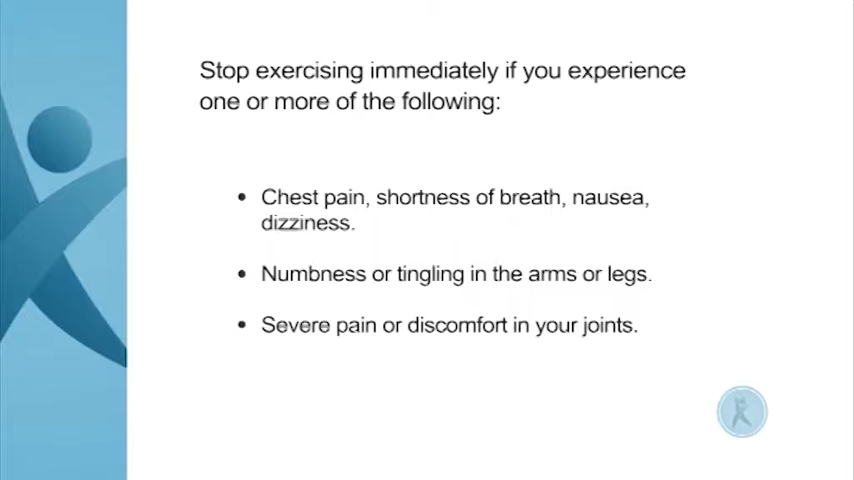 Stop exercising immediately if you experience
one or more of the following:
• Chest pain, shortness of breath, nausea,
dizziness.
• Numbness or tingling in the arms or legs.
• Severe pain or discomfort in your joints.